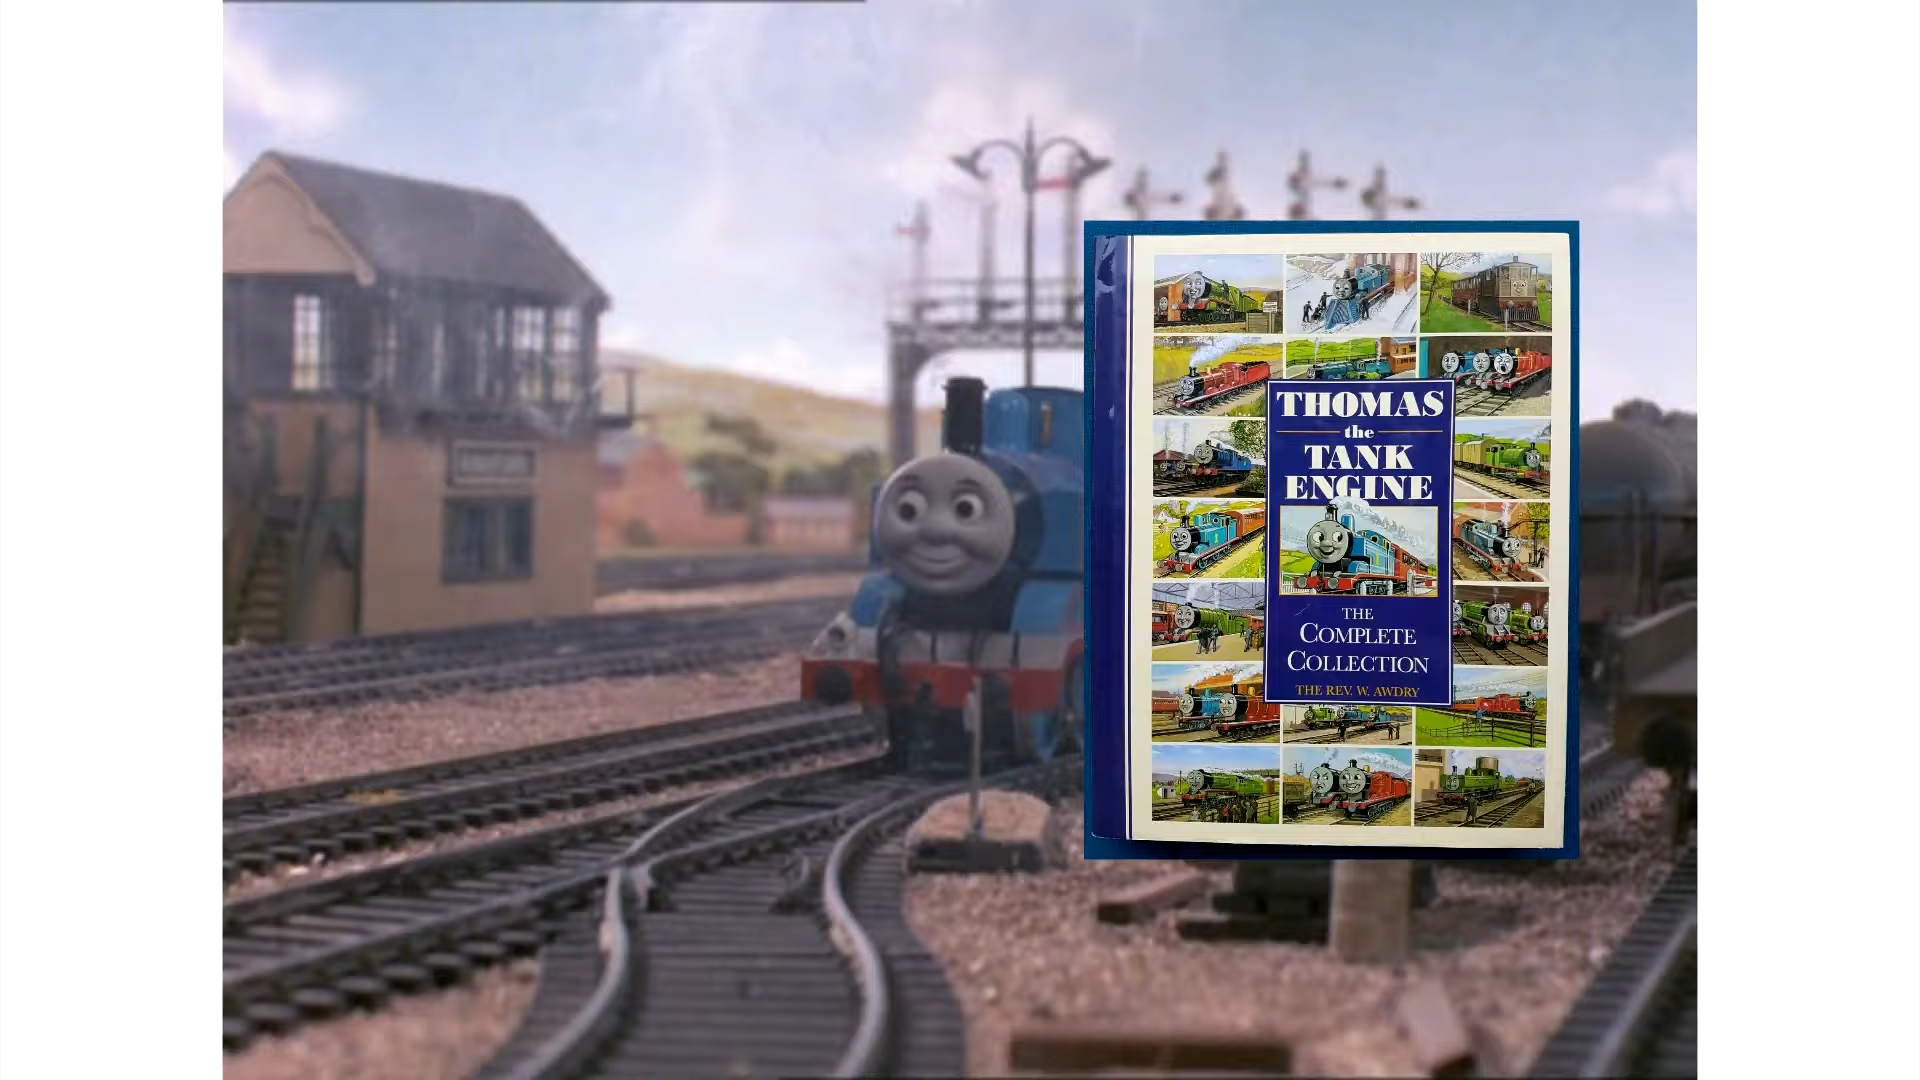 THOMAS
the
TANK
ENGINE
THE
COMPLETE
COLLECTION
THE REV. W. AWDRY